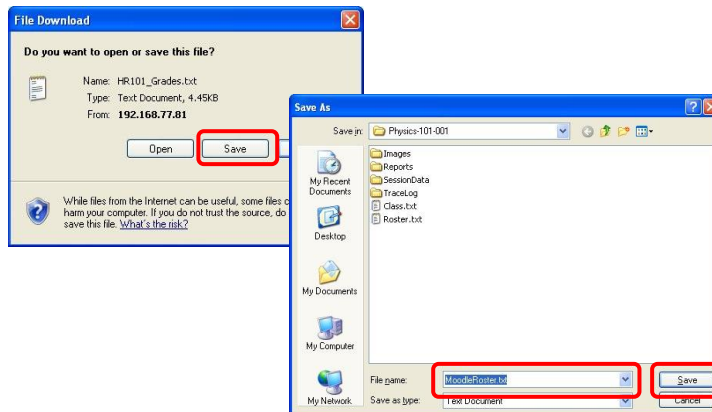 File Download
Do you want to open or save this file?
Name: HR101_Grades.txt
Type: Text Document, 4.45KB
From: 192.168.77.81
Open
Save
While files from the Internet can be useful, some files
harm your computer. If you do not trust the source, do
save this file. What's the risk?
Save As
Save in:
Physics-101-001
My Recent
Documents
Desktop
My Documents
My Computer
My Network
Images
Reports
SessionData
TraceLog
Class.txt
Roster.txt
File name:
MoodleRoster.txt
Save
Save as type:
Text Document
Cancel